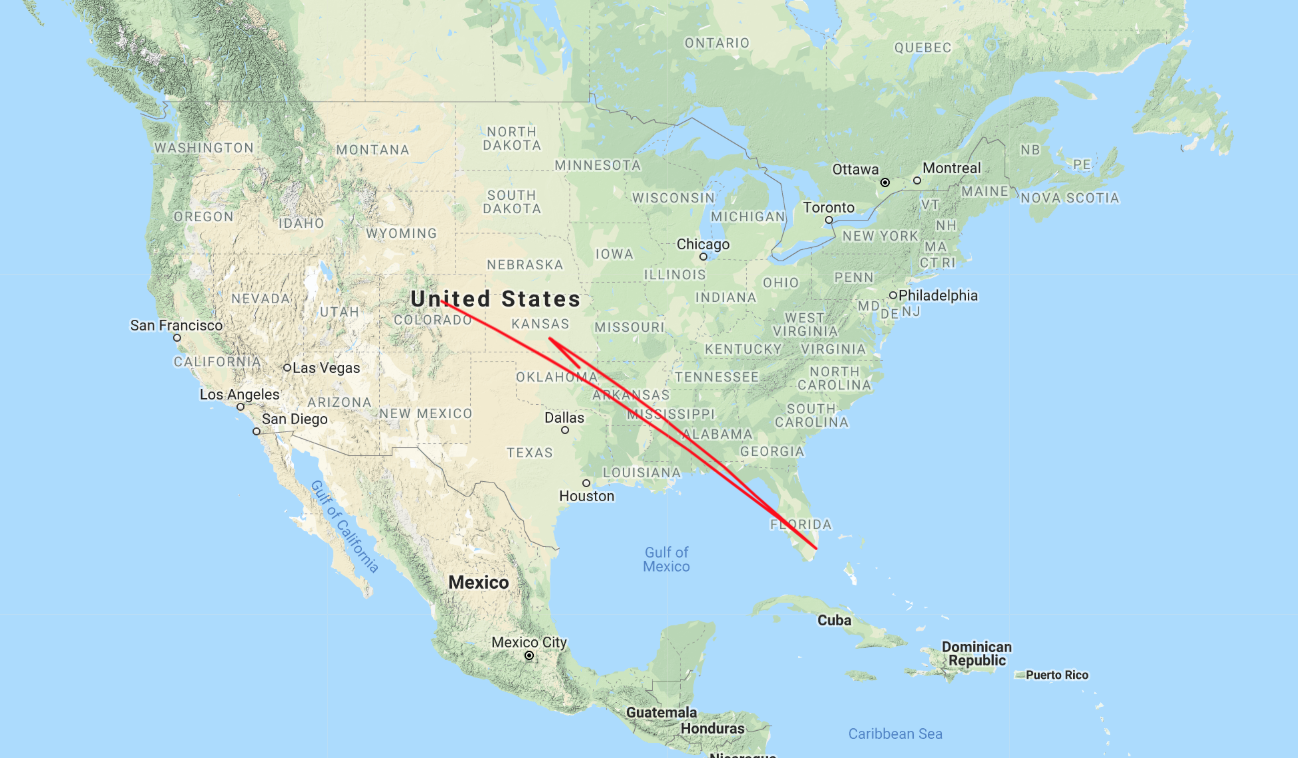 ONTARIO
QUEBEC
WASHINGTON
MONTANA
NORTH
DAKOTA
MINNESOTA
NB
PE
Ottawa
Montreal
MAINE
NOVA SCOTIA
OREGON
IDAHO
SOUTH
DAKOTA
WISCONSIN
MICHIGAN
Toronto
VT
NH
WYOMING
NEW YORK
MA
CT RI
Chicago
IOWA
NEBRASKA
ILLINOIS
INDIANA
OHIO
PENN
NEVADA
UTAH
United States
COLORADO
KANSAS
MISSOURI
WEST
VIRGINIA
MD
DE
NJ
Philadelphia
San Francisco
CALIFORNIA
Las Vegas
KENTUCKY
VIRGINIA
OKLAHOMA
TENNESSEE
NORTH
CAROLINA
Los Angeles
ARIZONA
NEW MEXICO
ARKANSAS
San Diego
Dallas
MISSISSIPPI
SOUTH
CAROLINA
ALABAMA
GEORGIA
TEXAS
LOUISIANA
Houston
Gulf of California
FLORIDA
Gulf of
Mexico
Mexico
Cuba
Mexico City
Dominican
Republic
Puerto Rico
Guatemala
Honduras
Caribbean Sea
Nicaragua